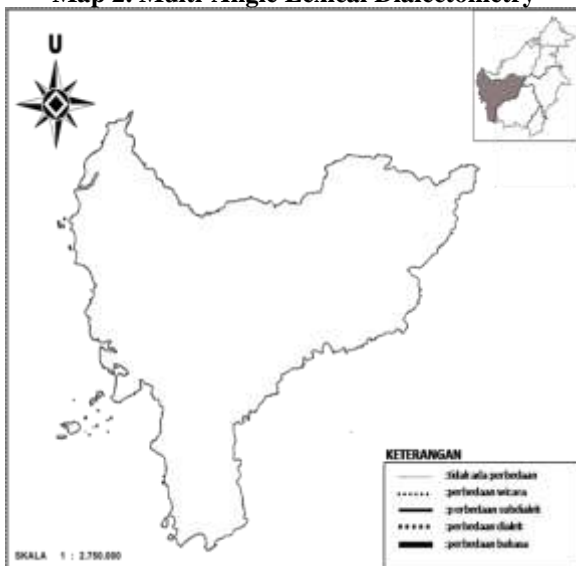 Map 2. Multi-Angle Lexical Dialectometry
U
KETERANGAN
:tidak ada perbedaan
:perbedaan wicara
:perbedaan subdialek
:perbedaan dialek
:perbedaan bahasa
SKALA 1 : 2.750.000